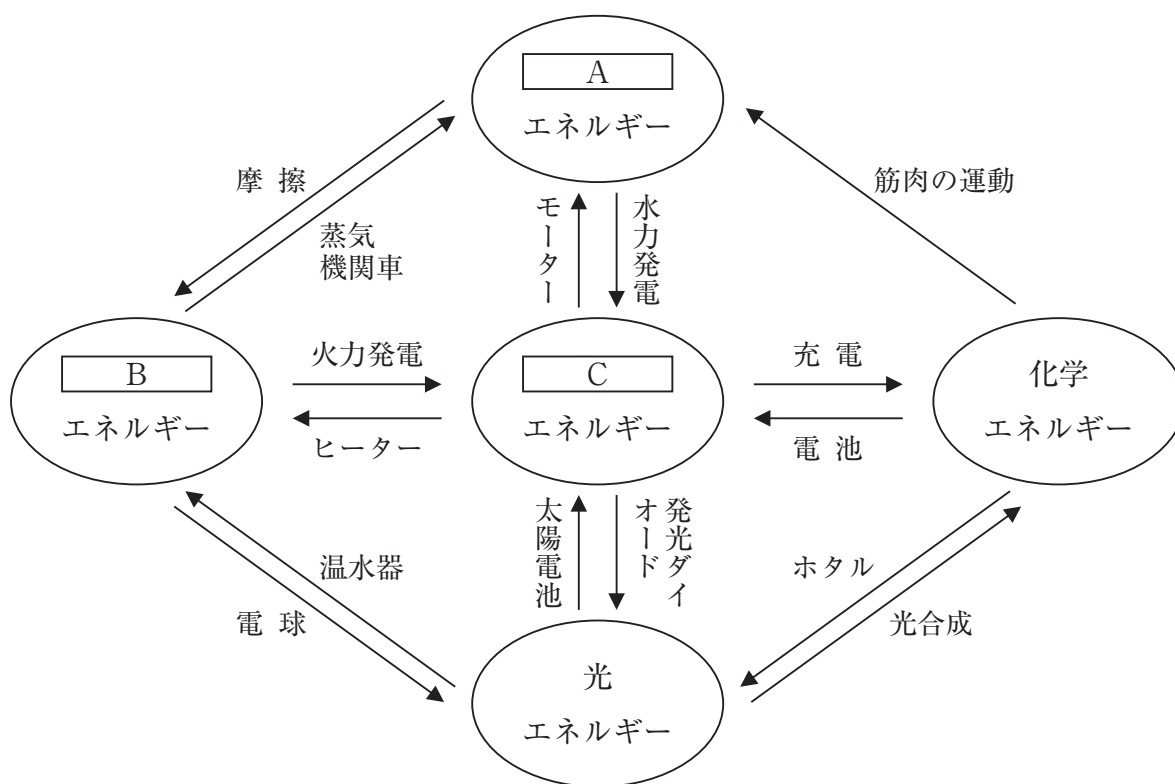 A
エネルギー
摩 擦
蒸気
機関車
モーター
水力発電
筋肉の運動
B
エネルギー
火力発電
ヒーター
C
エネルギー
充 電
電 池
化学
エネルギー
温水器
電 球
太陽電池
発光ダイ
オード
ホタル
光合成
光
エネルギー